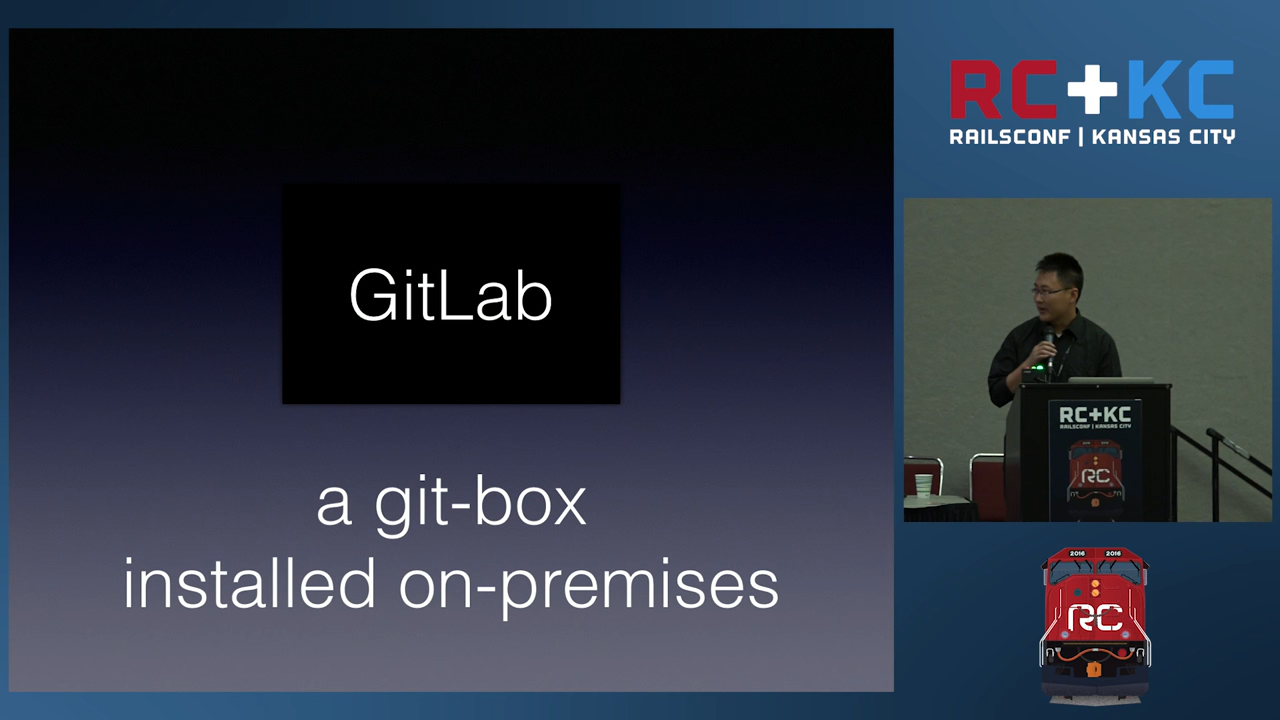 GitLab
a git-box
installed on-premises
RC+KC
RAILSCONF | KANSAS CITY
RC+KC
RAILSCONF | KANSAS CITY
RC
2016 2016
RC